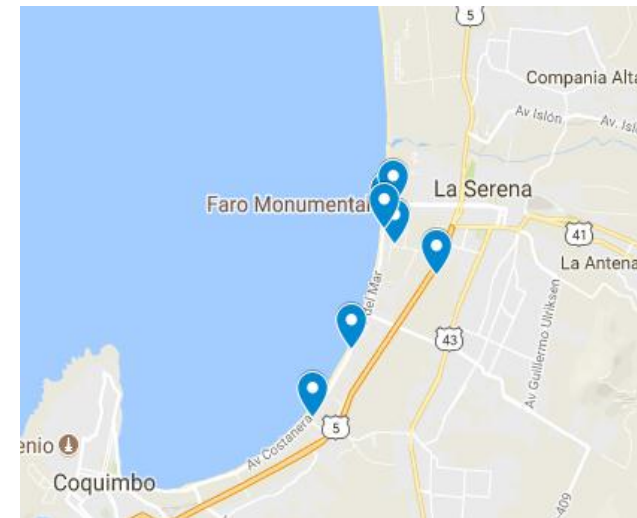 5
Compania Alta
Av Islón
Av. Isl
La Serena
Faro Monumental
41
La Antena
del Mar
43
Av Guillermo Ulriksen
5
Av Costanera
enio
Coquimbo
-409